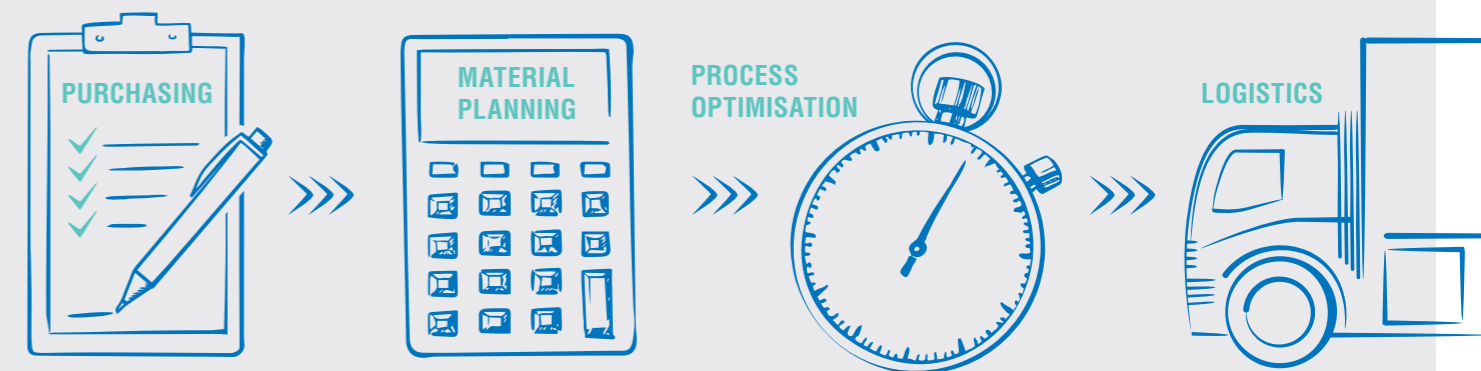 PURCHASING
MATERIAL
PLANNING
PROCESS
OPTIMISATION
LOGISTICS